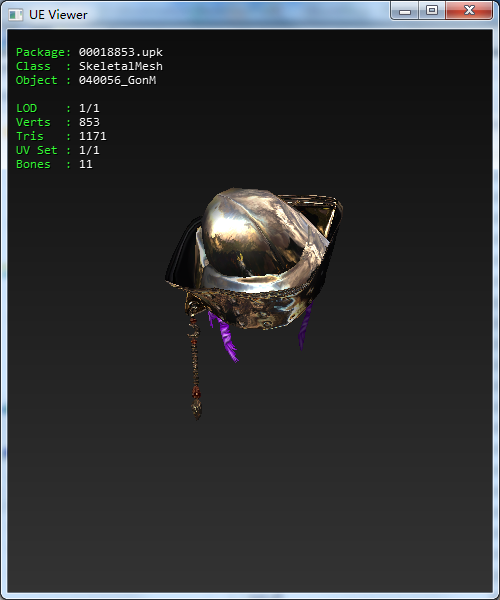 UE Viewer
Package: 00018853.upk
Class : SkeletalMesh
Object : 040056_GonM
LOD : 1/1
Verts : 853
Tris : 1171
UV Set : 1/1
Bones : 11